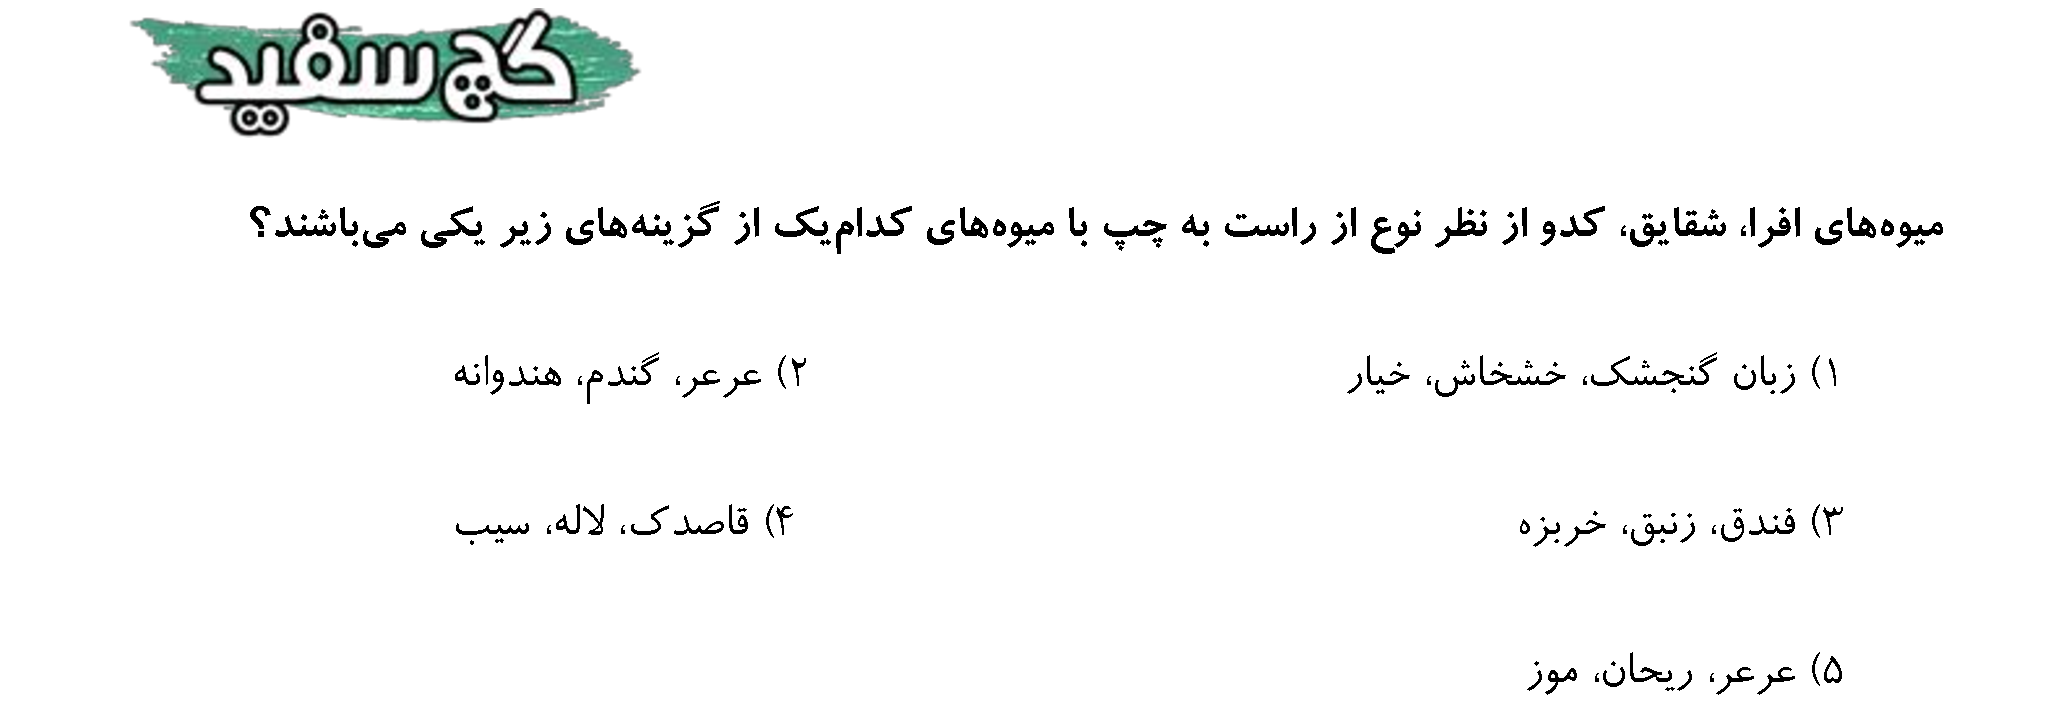 گچ سفید
میوه‌های افرا، شقایق، کدو از نظر نوع از راست به چپ با میوه‌های کدام‌یک از گزینه‌های زیر یکی می‌باشند؟
۱) زبان گنجشک، خشخاش، خیار
۲) عرعر، گندم، هندوانه
۳) فندق، زنبق، خربزه
۴) قاصدک، لاله، سیب
۵) عرعر، ریحان، موز